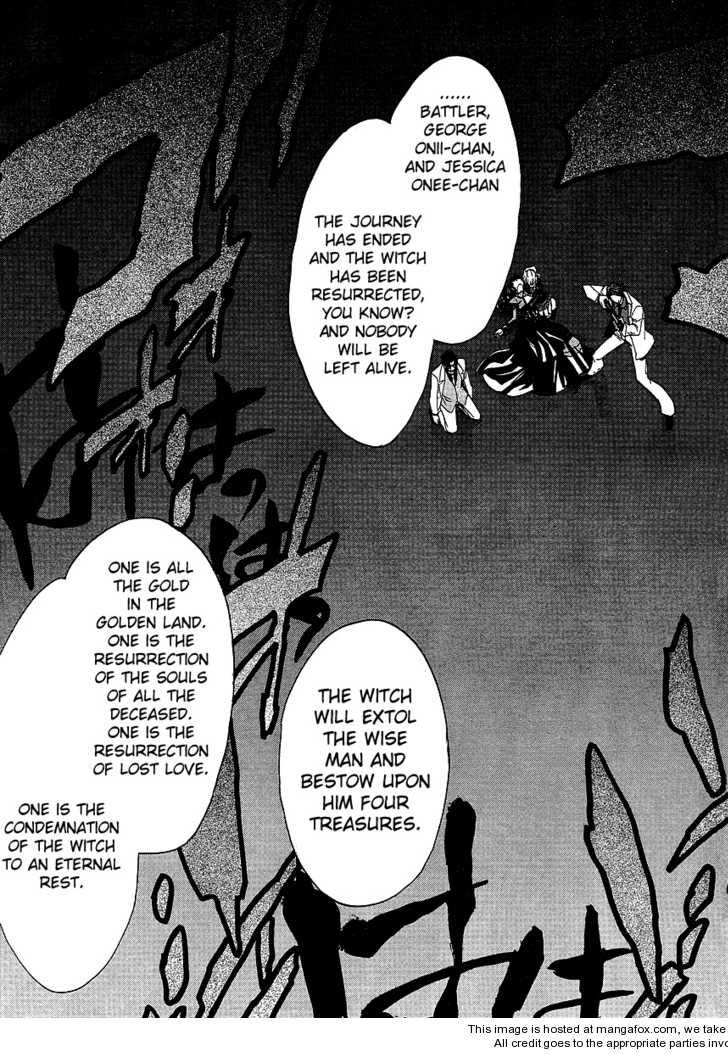 ......
BATTLER,
GEORGE
ONII-CHAN,
AND JESSICA
ONEE-CHAN
THE JOURNEY
HAS ENDED
AND THE WITCH
HAS BEEN
RESURRECTED,
YOU KNOW?
AND NOBODY
WILL BE
LEFT ALIVE.
THE WITCH
WILL EXTOL
THE WISE
MAN AND
BESTOW UPON
HIM FOUR
TREASURES.
ONE IS ALL
THE GOLD
IN THE
GOLDEN LAND.
ONE IS THE
RESURRECTION
OF THE SOULS
OF ALL THE
DECEASED.
ONE IS THE
RESURRECTION
OF LOST LOVE.
ONE IS THE
CONDEMNATION
OF THE WITCH
TO AN ETERNAL
REST.
This image is hosted at mangafox.com, we take
All credit goes to the appropriate parties